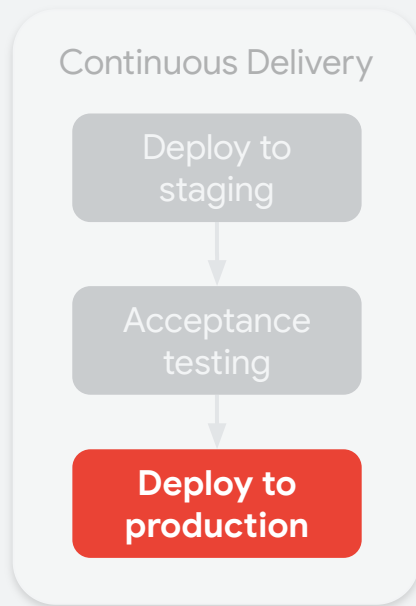 Continuous Delivery
Deploy to
staging
Acceptance
testing
Deploy to
production